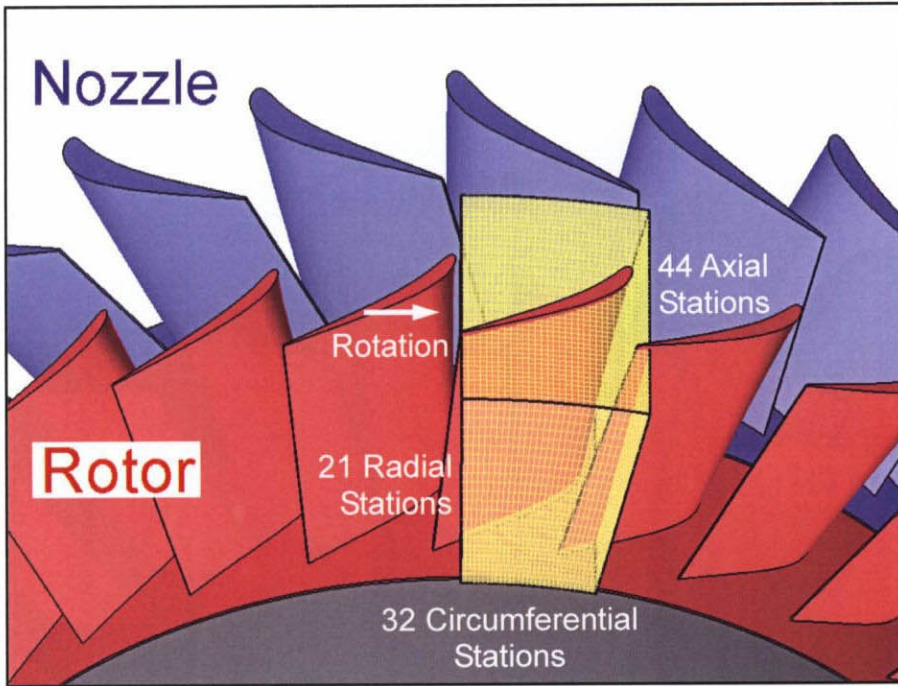 Nozzle
44 Axial
Stations
Rotation
Rotor
21 Radial
Stations
32 Circumferential
Stations